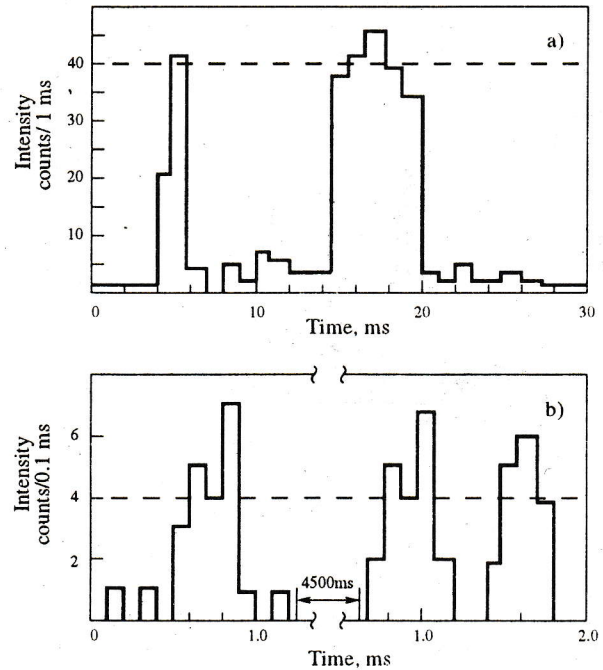 a)
Intensity
counts/ 1 ms
40
30
20
10
0 10 20 30
Time, ms
b)
Intensity
counts/0.1 ms
6
4
2
4500ms
0 1.0 1.0 2.0
Time, ms